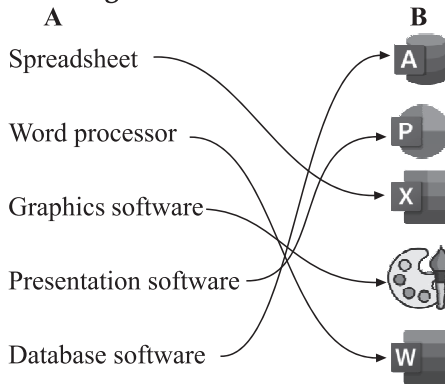 A B
Spreadsheet A
Word processor P
Graphics software X
Presentation software
Database software W